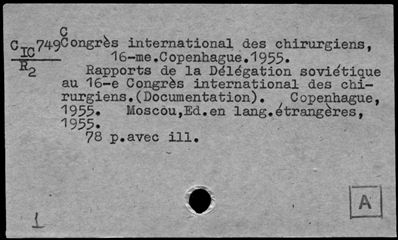 C IC 749 Congrès international des chirurgiens,
R2
16-me.Copenhague.1955.
Rapports de la Délégation soviétique
au 16-e Congrès international des chi-
rurgiens.(Documentation). Copenhague,
1955. Moscou,Ed.en lang.étrangères,
1955.
78 p.avec ill.
1
A